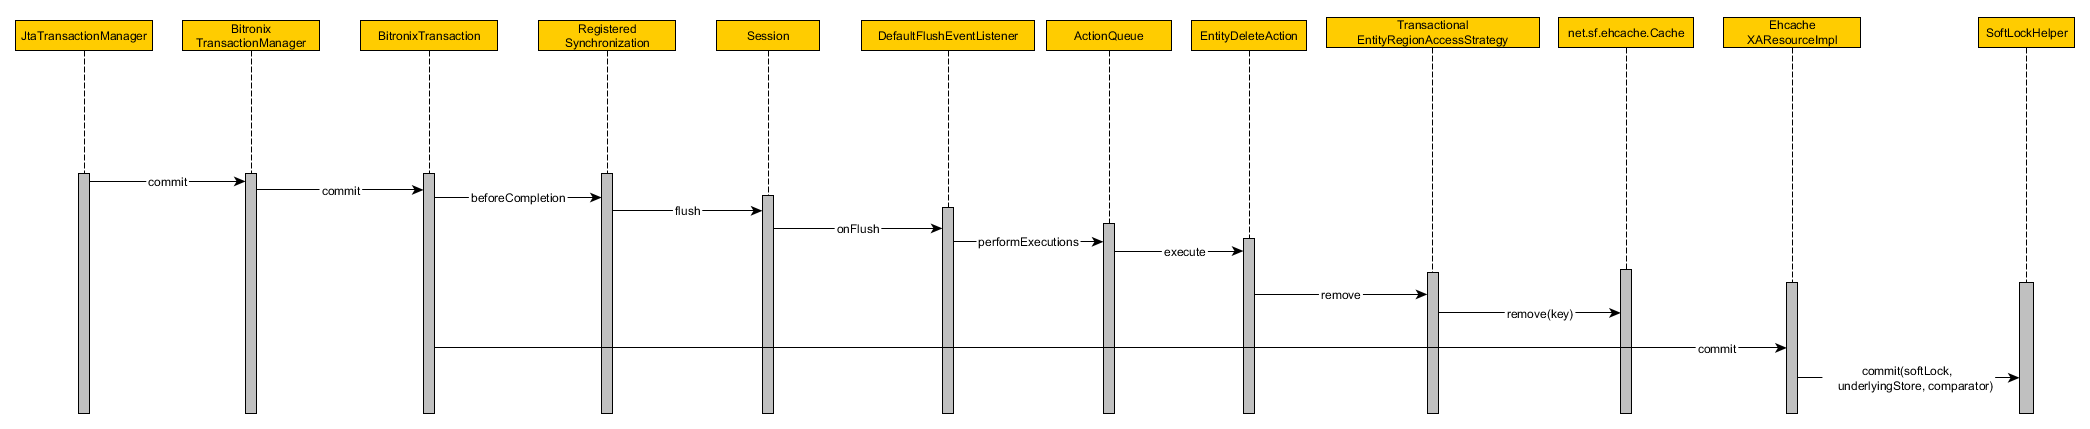 JtaTransactionManager
Bitronix
TransactionManager
BitronixTransaction
Registered
Synchronization
Session
DefaultFlushEventListener
ActionQueue
EntityDeleteAction
Transactional
EntityRegionAccessStrategy
net.sf.ehcache.Cache
Ehcache
XAResourceImpl
SoftLockHelper
commit
commit
beforeCompletion
flush
onFlush
performExecutions
execute
remove
remove(key)
commit
commit(softLock,
underlyingStore, comparator)